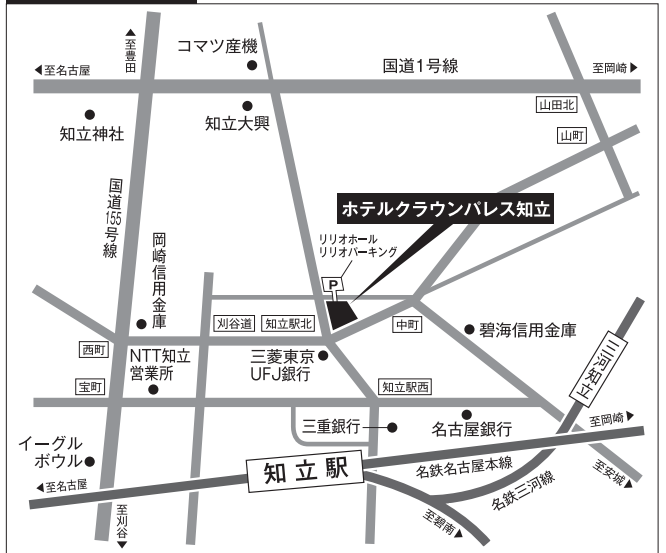 コマツ産機
至豊田
至名古屋
国道1号線
至岡崎
山田北
知立神社
知立大興
山町
国道155号線
ホテルクラウンパレス知立
リリオホール
リリオパーキング
岡崎信用金庫
P
刈谷道
知立駅北
中町
碧海信用金庫
三河知立
西町
NTT知立
営業所
三菱東京
UFJ銀行
宝町
知立駅西
三重銀行
名古屋銀行
至岡崎
イーグル
ボウル
知立駅
名鉄名古屋本線
至名古屋
名鉄三河線
至安城
至刈谷
至碧南